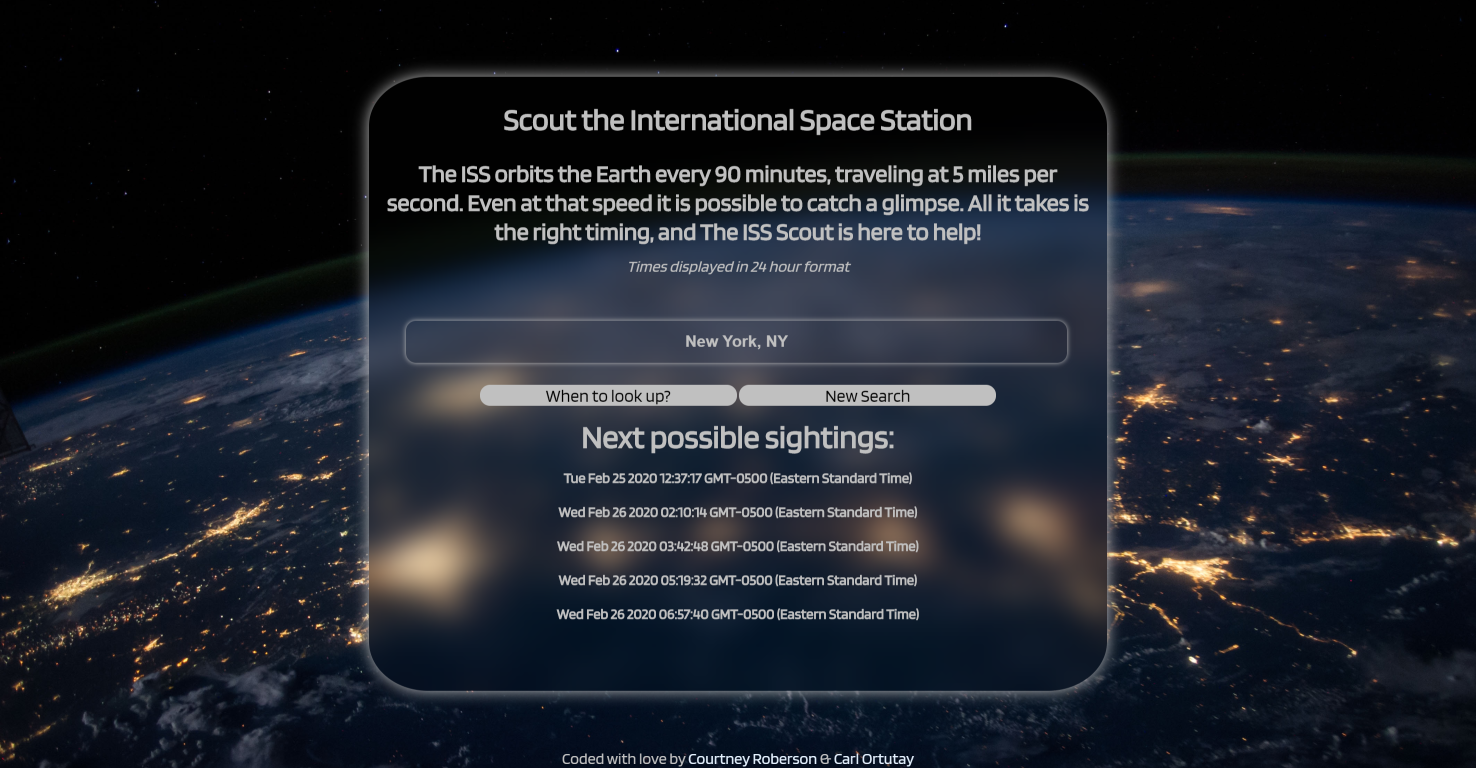 Scout the International Space Station
The ISS orbits the Earth every 90 minutes, traveling at 5 miles per
second. Even at that speed it is possible to catch a glimpse. All it takes is
the right timing, and The ISS Scout is here to help!
Times displayed in 24 hour format
New York, NY
When to look up? New Search
Next possible sightings:
Tue Feb 25 2020 12:37:17 GMT-0500 (Eastern Standard Time)
Wed Feb 26 2020 02:10:14 GMT-0500 (Eastern Standard Time)
Wed Feb 26 2020 03:42:48 GMT-0500 (Eastern Standard Time)
Wed Feb 26 2020 05:19:32 GMT-0500 (Eastern Standard Time)
Wed Feb 26 2020 06:57:40 GMT-0500 (Eastern Standard Time)
Coded with love by Courtney Roberson & Carl Ortutay